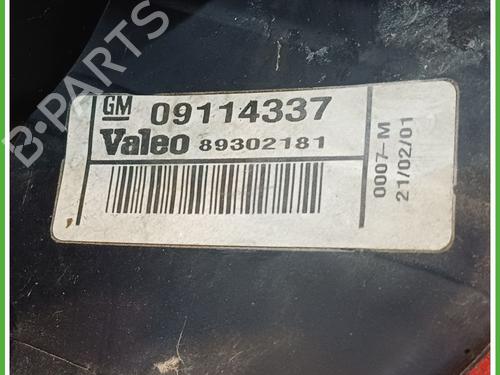 B-PARTS
GM 09114337
Valeo 89302181
0007-M
21/02/01